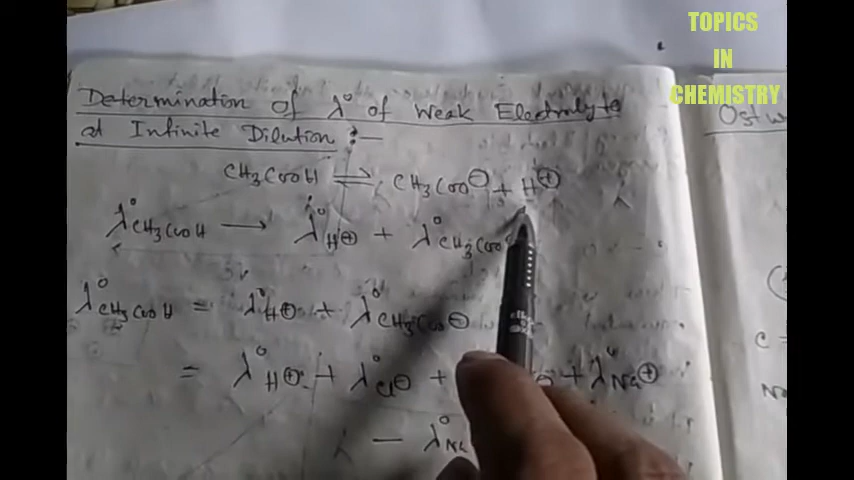 TOPICS
IN
CHEMISTRY
Determination of λ° of Weak Electrolyte
at Infinite Dilution :—
CH₃COOH ⇌ CH₃COO⊖ + H⊕
λ°CH₃COOH → λ°H⊕ + λ°CH₃COO
λ°CH₃COOH = λ°H⊕ + λ°CH₃COO⊖
= λ°H⊕ + λ°Cl⊖ + ⊖ + λ°Na⊕
— λ°Na
Ostw
C =